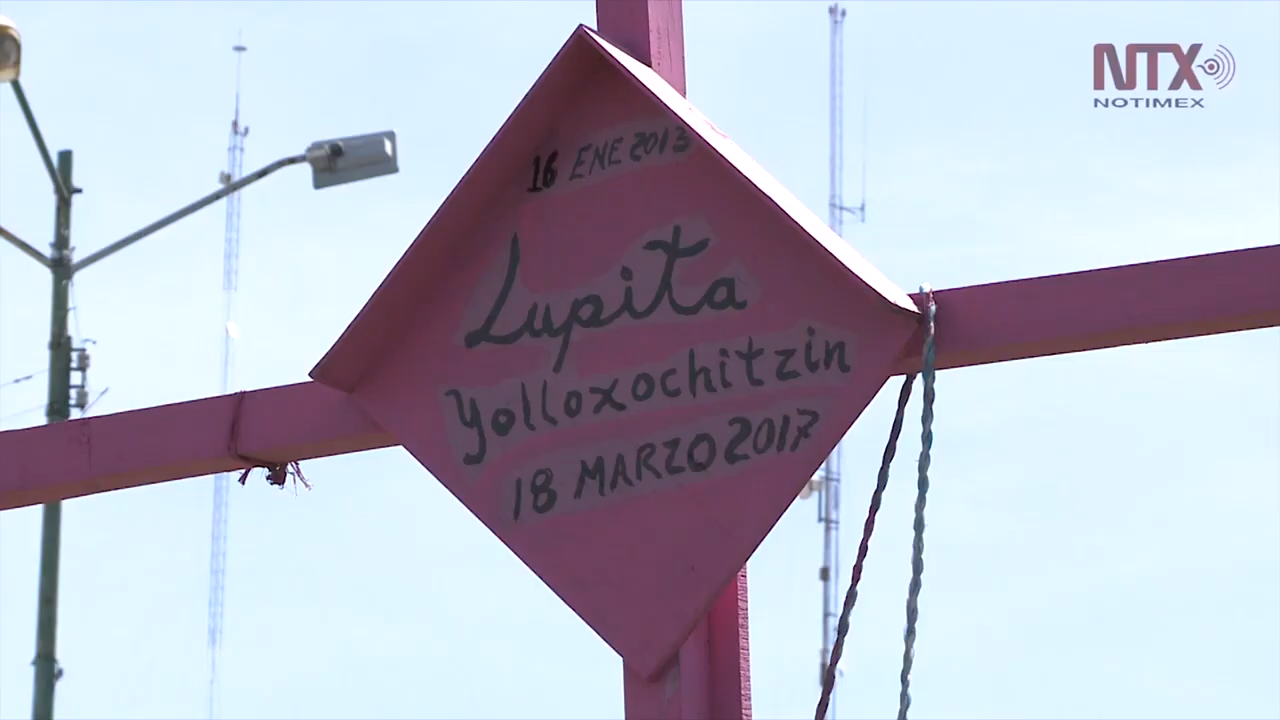 NTX
NOTIMEX
16 ENE 2013
Lupita
Yolloxochitzin
18 MARZO 2017